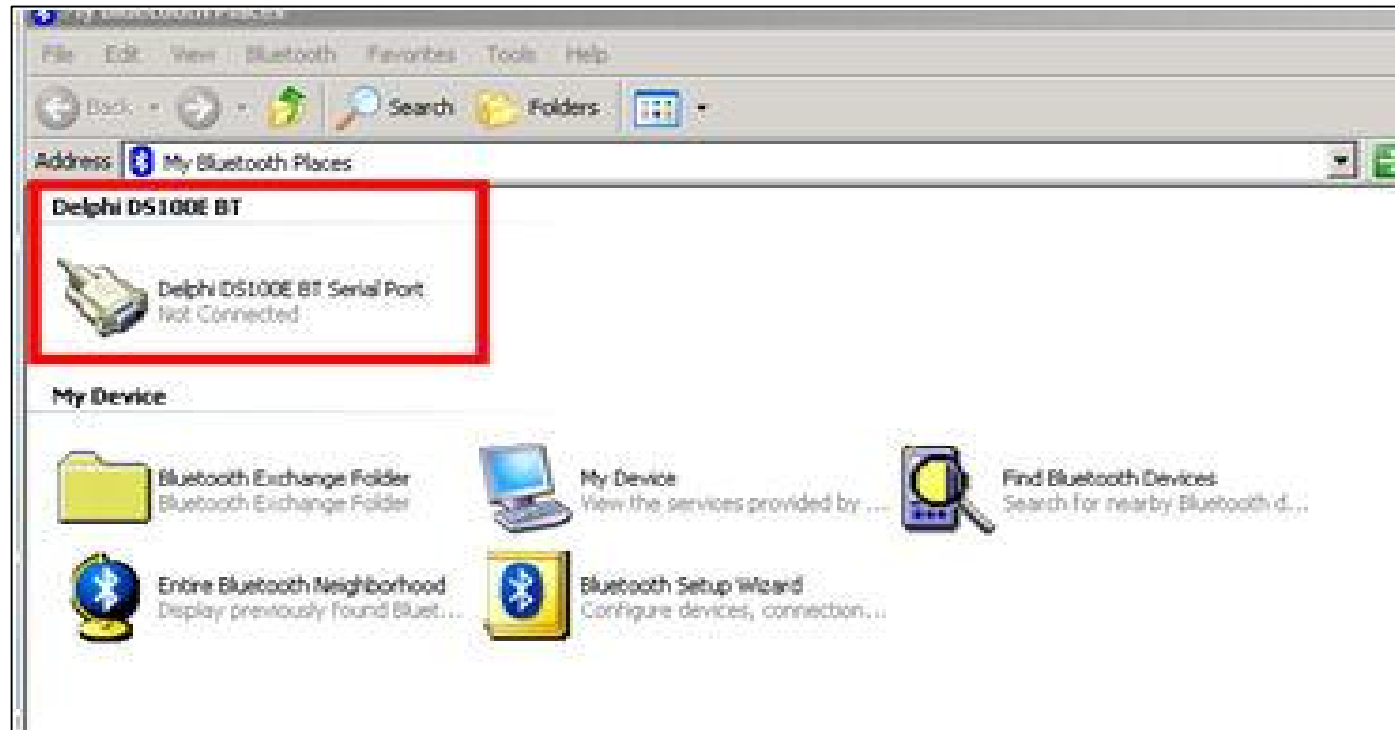 My Bluetooth Places
File Edit View Bluetooth Favorites Tools Help
Back Search Folders
Address My Bluetooth Places
Delphi DS100E BT
Delphi DS100E BT Serial Port
Not Connected
My Device
Bluetooth Exchange Folder
Bluetooth Exchange Folder
My Device
View the services provided by ...
Find Bluetooth Devices
Search for nearby Bluetooth d...
Entire Bluetooth Neighborhood
Display previously found Bluet...
Bluetooth Setup Wizard
Configure devices, connection...